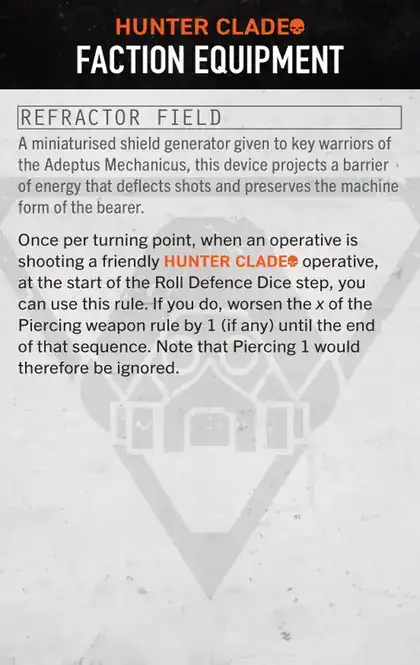 HUNTER CLADE
FACTION EQUIPMENT
REFRACTOR FIELD
A miniaturised shield generator given to key warriors of
the Adeptus Mechanicus, this device projects a barrier
of energy that deflects shots and preserves the machine
form of the bearer.
Once per turning point, when an operative is
shooting a friendly HUNTER CLADE operative,
at the start of the Roll Defence Dice step, you
can use this rule. If you do, worsen the x of the
Piercing weapon rule by 1 (if any) until the end
of that sequence. Note that Piercing 1 would
therefore be ignored.